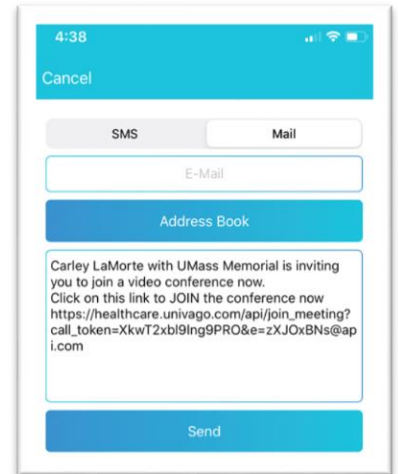 4:38
Cancel
SMS Mail
E-Mail
Address Book
Carley LaMorte with UMass Memorial is inviting
you to join a video conference now.
Click on this link to JOIN the conference now
https://healthcare.univago.com/api/join_meeting?
call_token=XkwT2xbl9lng9PRO&e=zXJOxBNs@ap
i.com
Send